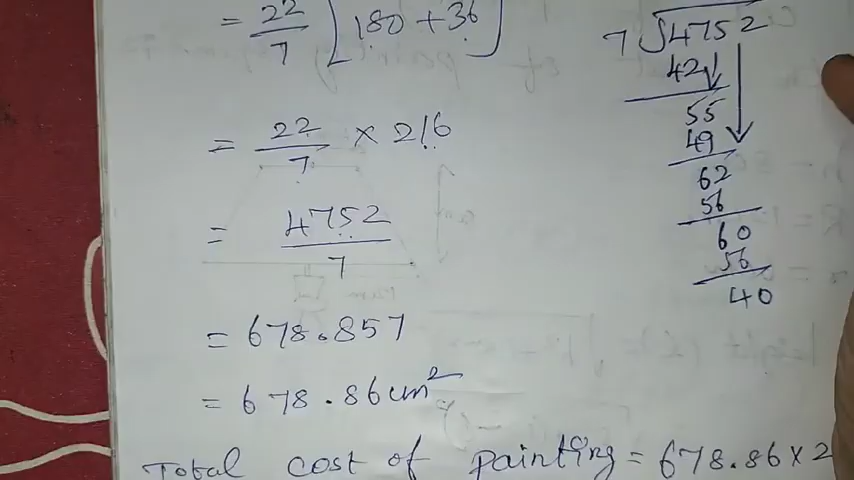 = 22/7 [180 + 36]
= 22/7 × 216
= 4752/7
= 678.857
= 678.86 cm²
Total cost of painting = 678.86 × 2
7 ) 4752
42
55
49
62
56
60
56
40